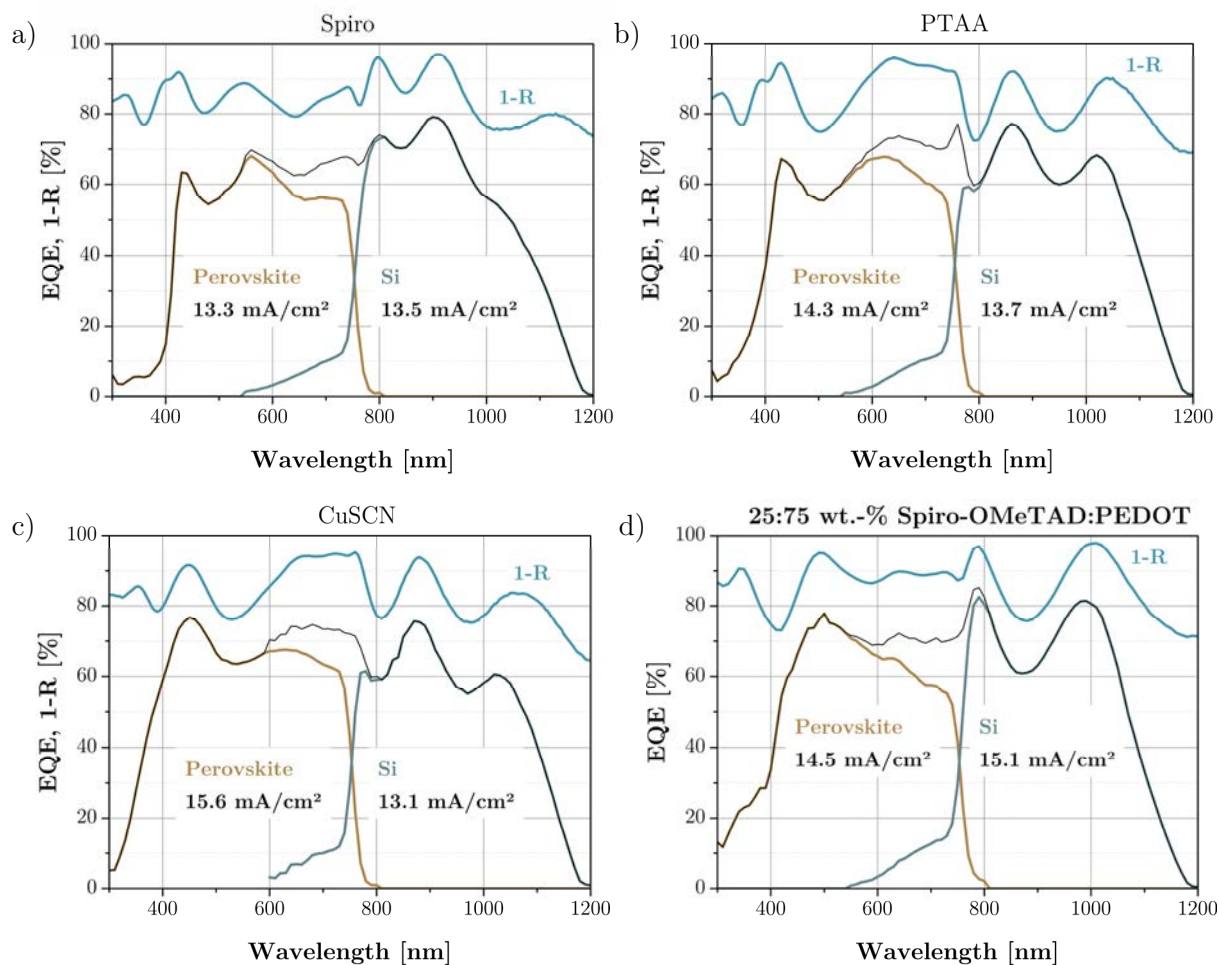 a)
Spiro
EQE, 1-R [%]
100
80
60
40
20
0
1-R
Perovskite
13.3 mA/cm²
Si
13.5 mA/cm²
400 600 800 1000 1200
Wavelength [nm]
b)
PTAA
EQE, 1-R [%]
100
80
60
40
20
0
1-R
Perovskite
14.3 mA/cm²
Si
13.7 mA/cm²
400 600 800 1000 1200
Wavelength [nm]
c)
CuSCN
EQE, 1-R [%]
100
80
60
40
20
0
1-R
Perovskite
15.6 mA/cm²
Si
13.1 mA/cm²
400 600 800 1000 1200
Wavelength [nm]
d)
25:75 wt.-% Spiro-OMeTAD:PEDOT
EQE [%]
100
80
60
40
20
0
1-R
Perovskite
14.5 mA/cm²
Si
15.1 mA/cm²
400 600 800 1000 1200
Wavelength [nm]